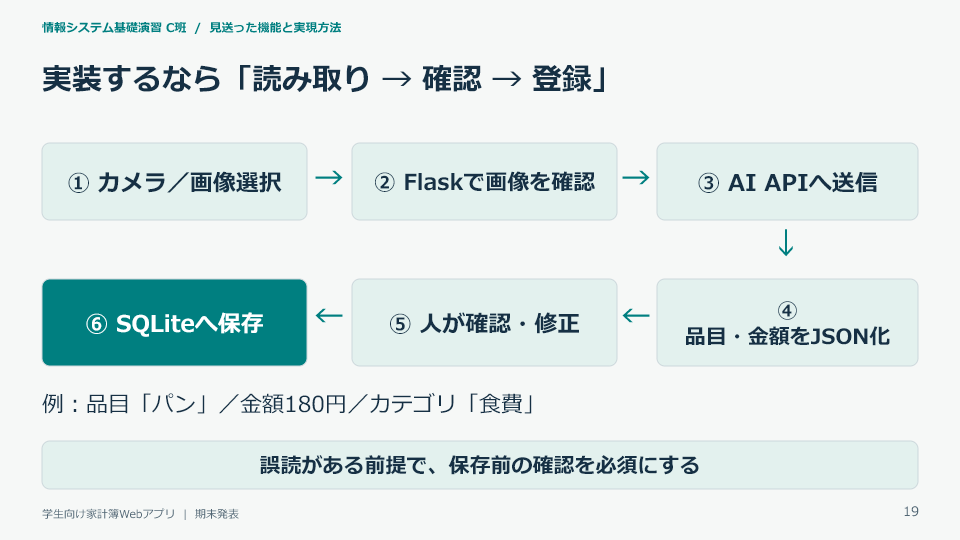 情報システム基礎演習 C班 / 見送った機能と実現方法
実装するなら「読み取り → 確認 → 登録」
① カメラ／画像選択
→
② Flaskで画像を確認
→
③ AI APIへ送信
↓
④
品目・金額をJSON化
←
⑤ 人が確認・修正
←
⑥ SQLiteへ保存
例：品目「パン」／金額180円／カテゴリ「食費」
誤読がある前提で、保存前の確認を必須にする
学生向け家計簿Webアプリ | 期末発表
19